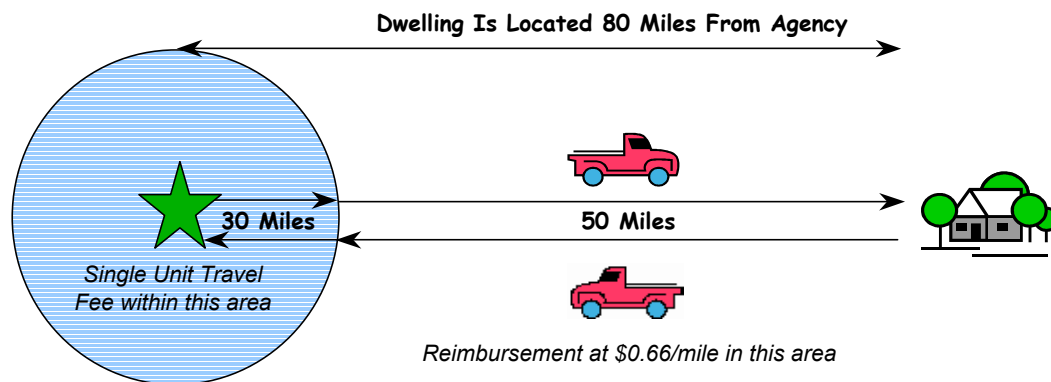 Dwelling Is Located 80 Miles From Agency
30 Miles
50 Miles
Single Unit Travel
Fee within this area
Reimbursement at $0.66/mile in this area